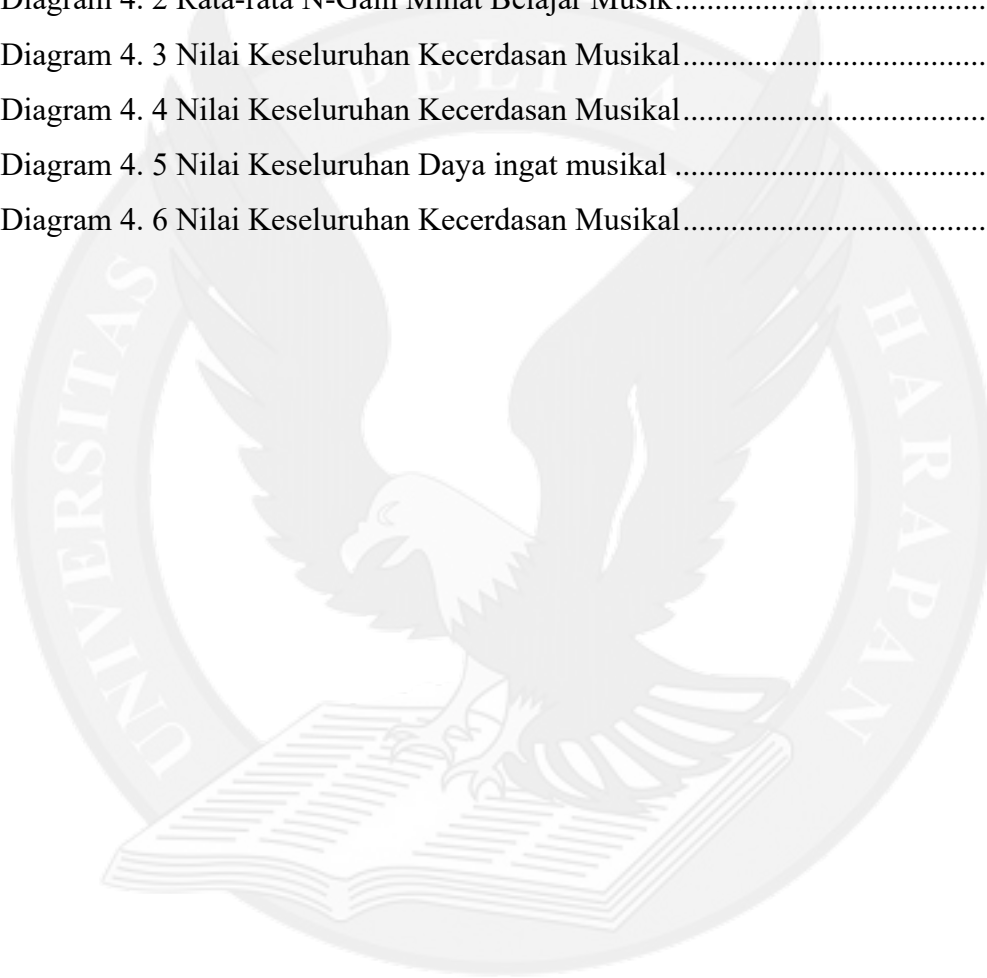 Diagram 4. 2 Rata-rata N-Gain Minat Belajar Musik.......................................
Diagram 4. 3 Nilai Keseluruhan Kecerdasan Musikal......................................
Diagram 4. 4 Nilai Keseluruhan Kecerdasan Musikal......................................
Diagram 4. 5 Nilai Keseluruhan Daya ingat musikal .......................................
Diagram 4. 6 Nilai Keseluruhan Kecerdasan Musikal......................................
UNIVERSITAS PELITA HARAPAN